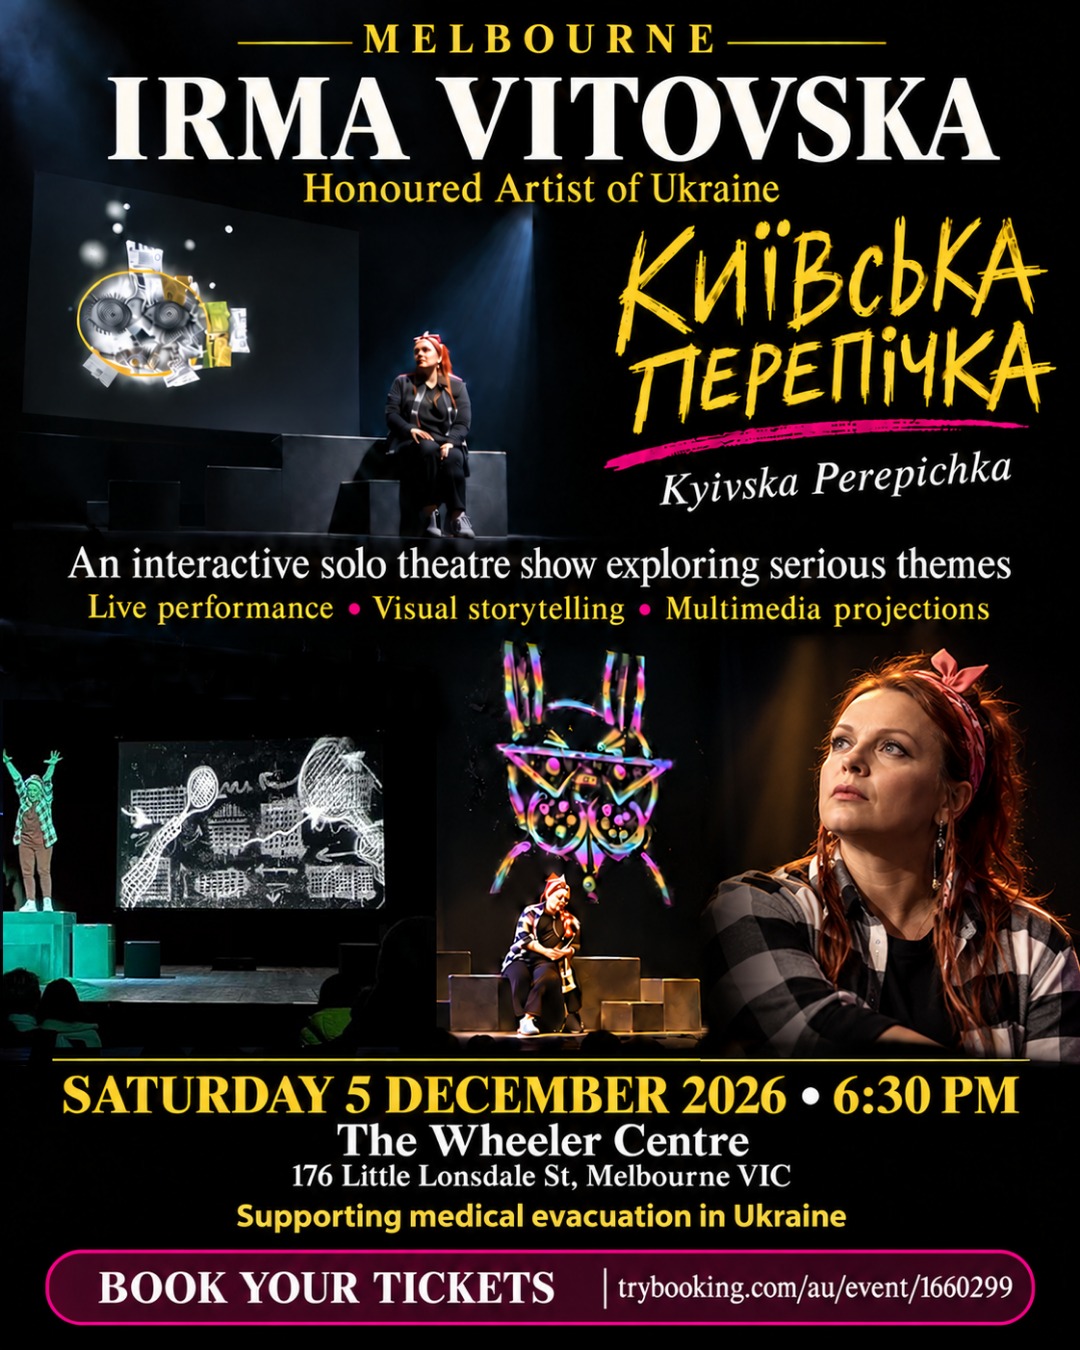 MELBOURNE
IRMA VITOVSKA
Honoured Artist of Ukraine
КИЇВСЬКА
ПЕРЕПІЧКА
Kyivska Perepichka
An interactive solo theatre show exploring serious themes
Live performance • Visual storytelling • Multimedia projections
SATURDAY 5 DECEMBER 2026 • 6:30 PM
The Wheeler Centre
176 Little Lonsdale St, Melbourne VIC
Supporting medical evacuation in Ukraine
BOOK YOUR TICKETS | trybooking.com/au/event/1660299